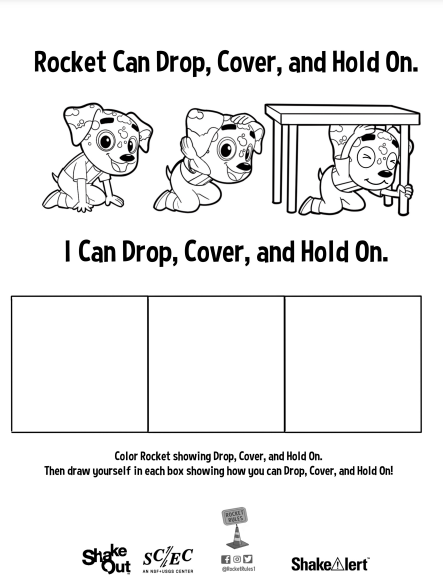 Rocket Can Drop, Cover, and Hold On.
I Can Drop, Cover, and Hold On.
Color Rocket showing Drop, Cover, and Hold On.
Then draw yourself in each box showing how you can Drop, Cover, and Hold On!
ROCKET
RULES
Shake
Out
SC/EC
AN NSF+USGS CENTER
@RocketRules1
ShakeAlert